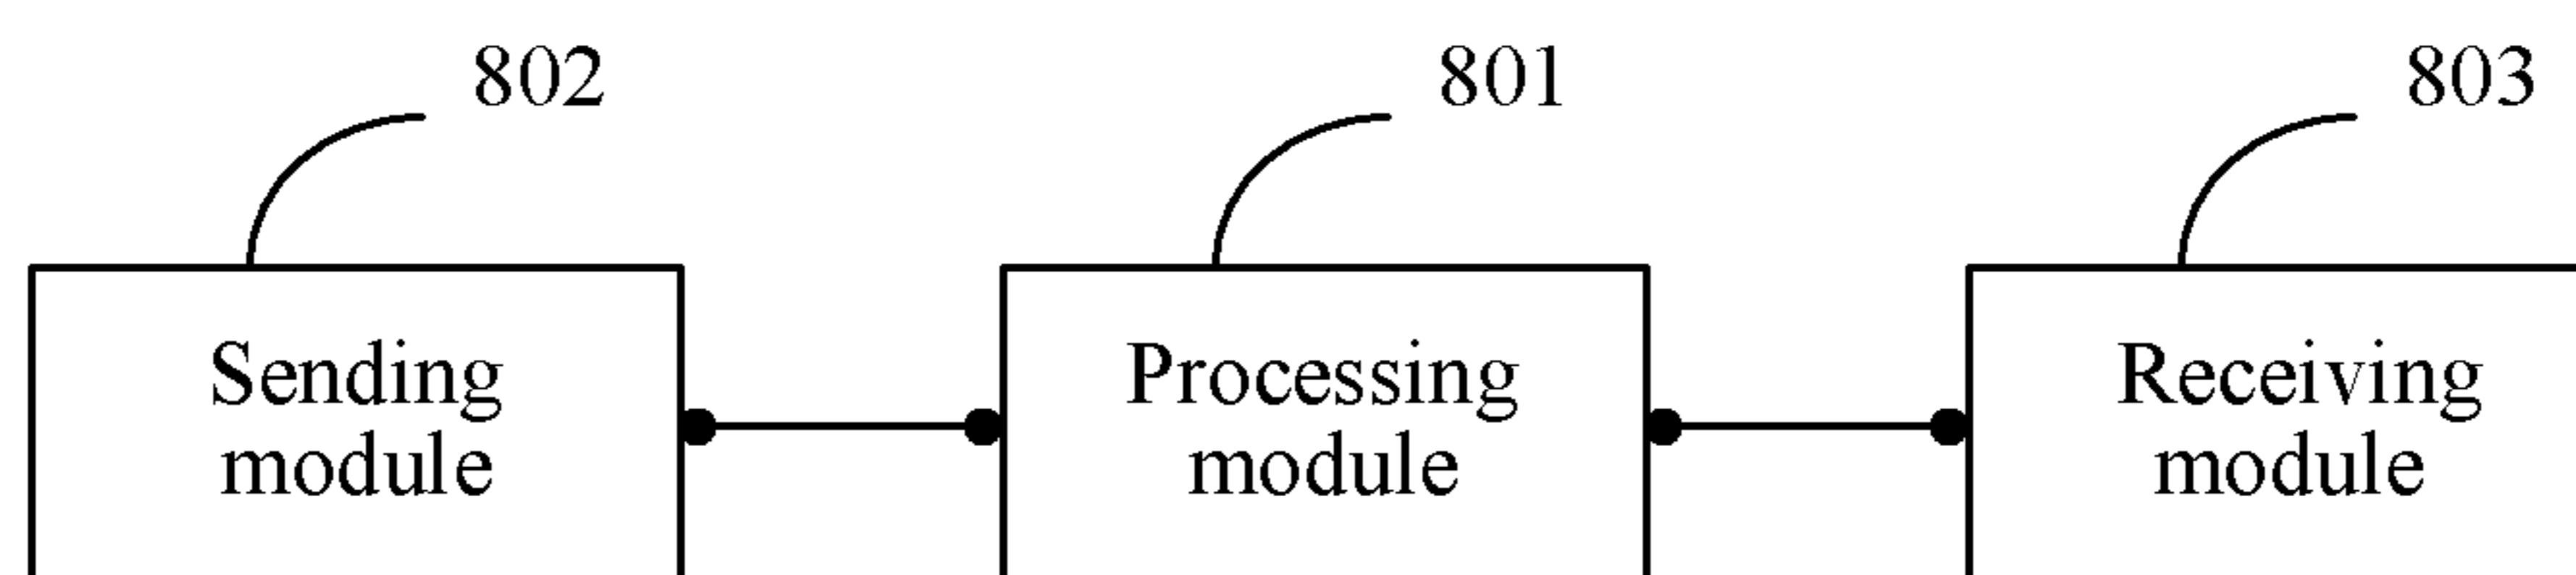 802
801
803
Sending
module
Processing
module
Receiving
module